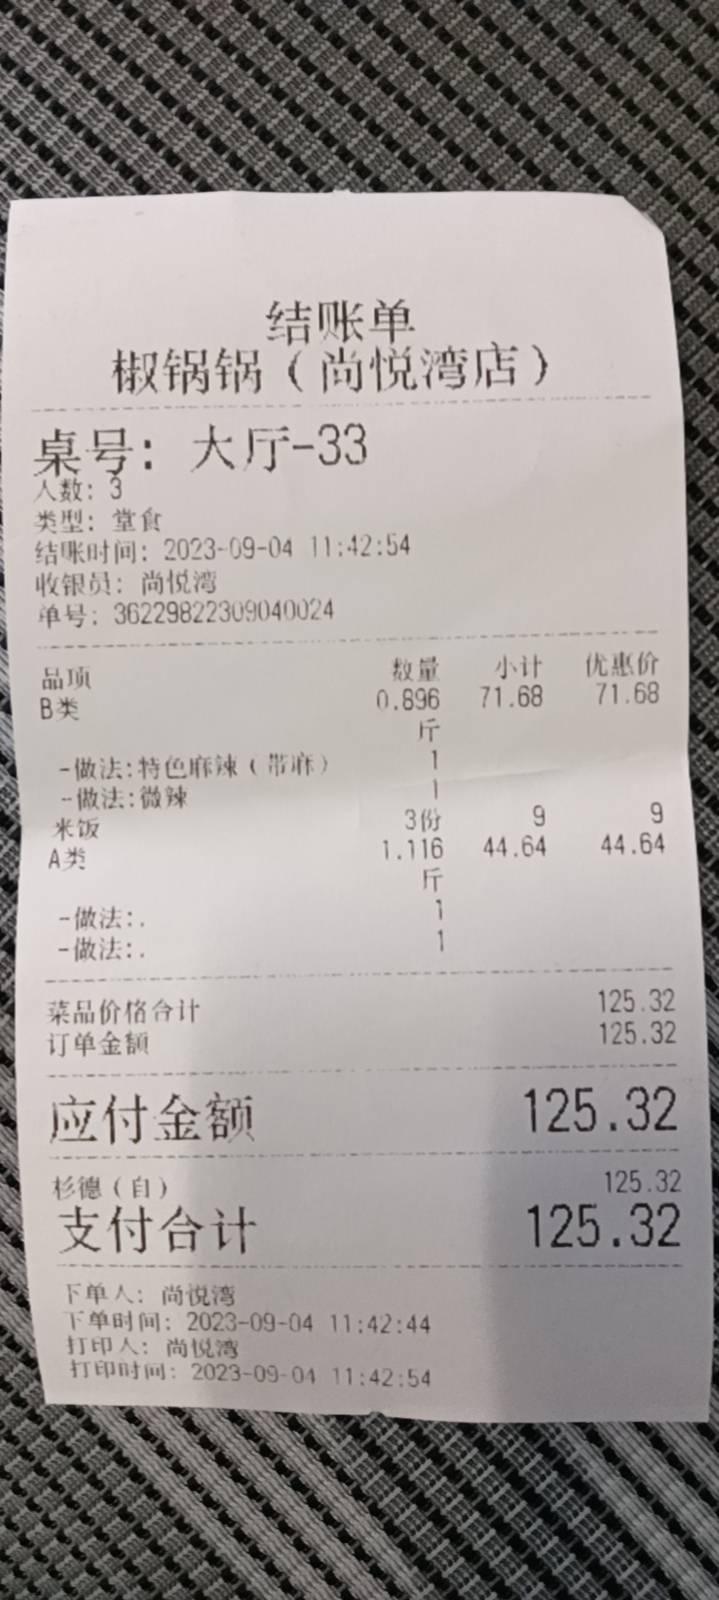 结账单
椒锅锅（尚悦湾店）
桌号: 大厅-33
人数: 3
类型: 堂食
结账时间: 2023-09-04 11:42:54
收银员: 尚悦湾
单号: 36229822309040024
品项 数量 小计 优惠价
B类 0.896 71.68 71.68
斤
-做法:特色麻辣（带麻） 1
-做法:微辣 1
米饭 3份 9 9
A类 1.116 44.64 44.64
斤
-做法:. 1
-做法:. 1
菜品价格合计 125.32
订单金额 125.32
应付金额 125.32
杉德（自） 125.32
支付合计 125.32
下单人: 尚悦湾
下单时间: 2023-09-04 11:42:44
打印人: 尚悦湾
打印时间: 2023-09-04 11:42:54